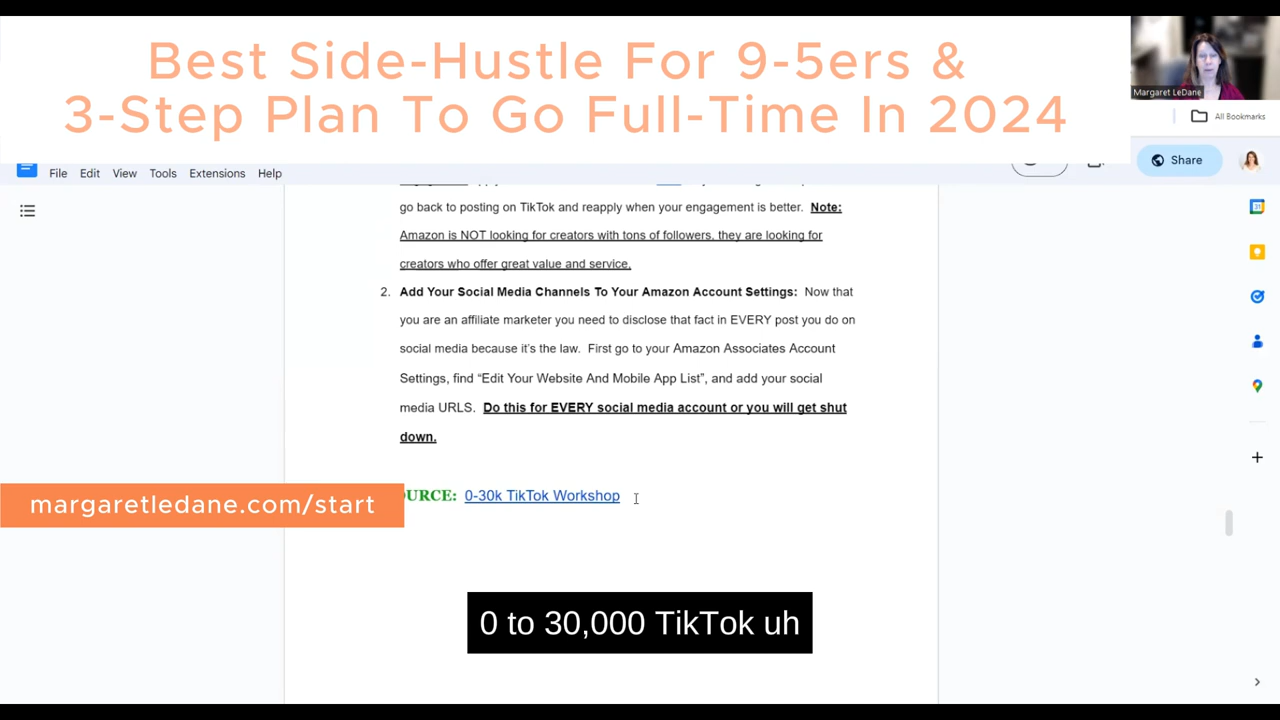 Best Side-Hustle For 9-5ers &
3-Step Plan To Go Full-Time In 2024
Margaret LeDane
All Bookmarks
File Edit View Tools Extensions Help
Share
go back to posting on TikTok and reapply when your engagement is better. Note:
Amazon is NOT looking for creators with tons of followers, they are looking for
creators who offer great value and service.
2. Add Your Social Media Channels To Your Amazon Account Settings: Now that
you are an affiliate marketer you need to disclose that fact in EVERY post you do on
social media because it's the law. First go to your Amazon Associates Account
Settings, find “Edit Your Website And Mobile App List”, and add your social
media URLS. Do this for EVERY social media account or you will get shut
down.
OURCE: 0-30k TikTok Workshop
margaretledane.com/start
0 to 30,000 TikTok uh